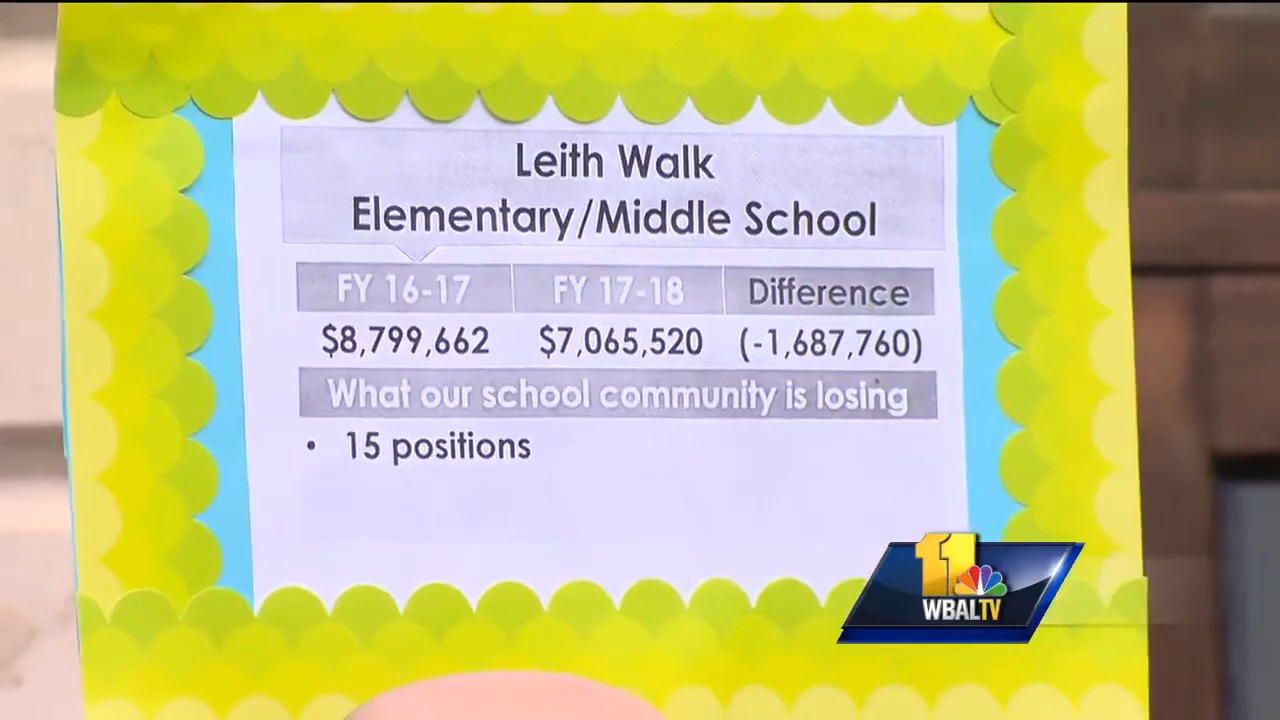 Leith Walk
Elementary/Middle School
FY 16-17 FY 17-18 Difference
$8,799,662 $7,065,520 (-1,687,760)
What our school community is losing
• 15 positions
11
WBALTV